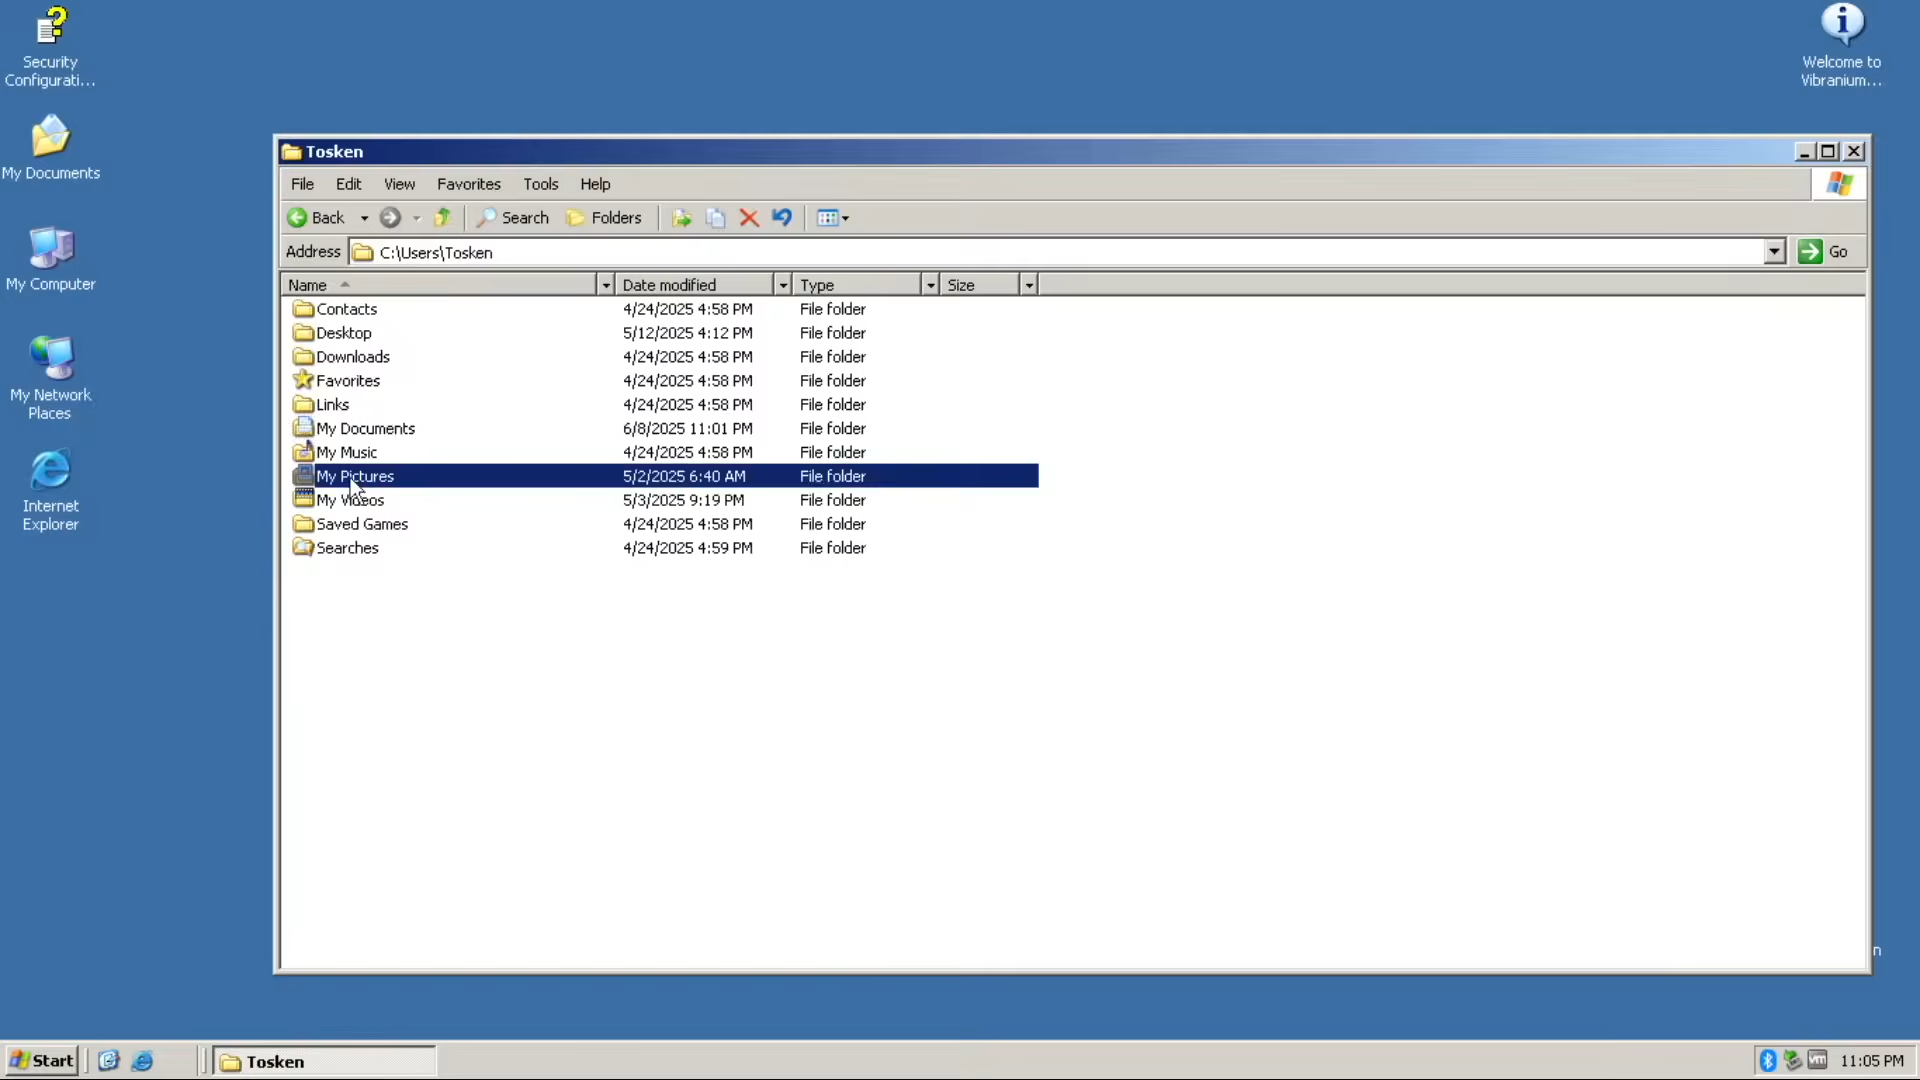 Security
Configurati...
My Documents
My Computer
My Network
Places
Internet
Explorer
Welcome to
Vibranium...
Tosken
File Edit View Favorites Tools Help
Back Search Folders
Address C:\Users\Tosken Go
Name Date modified Type Size
Contacts 4/24/2025 4:58 PM File folder
Desktop 5/12/2025 4:12 PM File folder
Downloads 4/24/2025 4:58 PM File folder
Favorites 4/24/2025 4:58 PM File folder
Links 4/24/2025 4:58 PM File folder
My Documents 6/8/2025 11:01 PM File folder
My Music 4/24/2025 4:58 PM File folder
My Pictures 5/2/2025 6:40 AM File folder
My Videos 5/3/2025 9:19 PM File folder
Saved Games 4/24/2025 4:58 PM File folder
Searches 4/24/2025 4:59 PM File folder
n
Start Tosken vm 11:05 PM